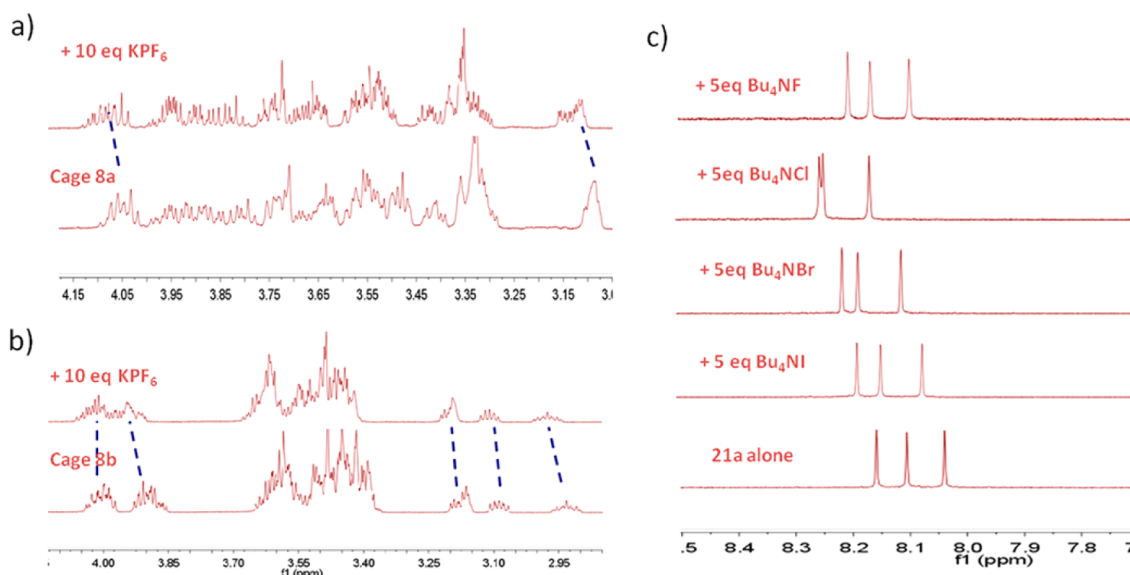 a)
+ 10 eq KPF₆
Cage 8a
4.15 4.05 3.95 3.85 3.75 3.65 3.55 3.45 3.35 3.25 3.15 3.0
b)
+ 10 eq KPF₆
Cage 8b
4.00 3.85 3.70 3.55 3.40 3.25 3.10 2.95
f1 (ppm)
c)
+ 5eq Bu₄NF
+ 5eq Bu₄NCl
+ 5eq Bu₄NBr
+ 5 eq Bu₄NI
21a alone
.5 8.4 8.3 8.2 8.1 8.0 7.9 7.8 7
f1 (ppm)